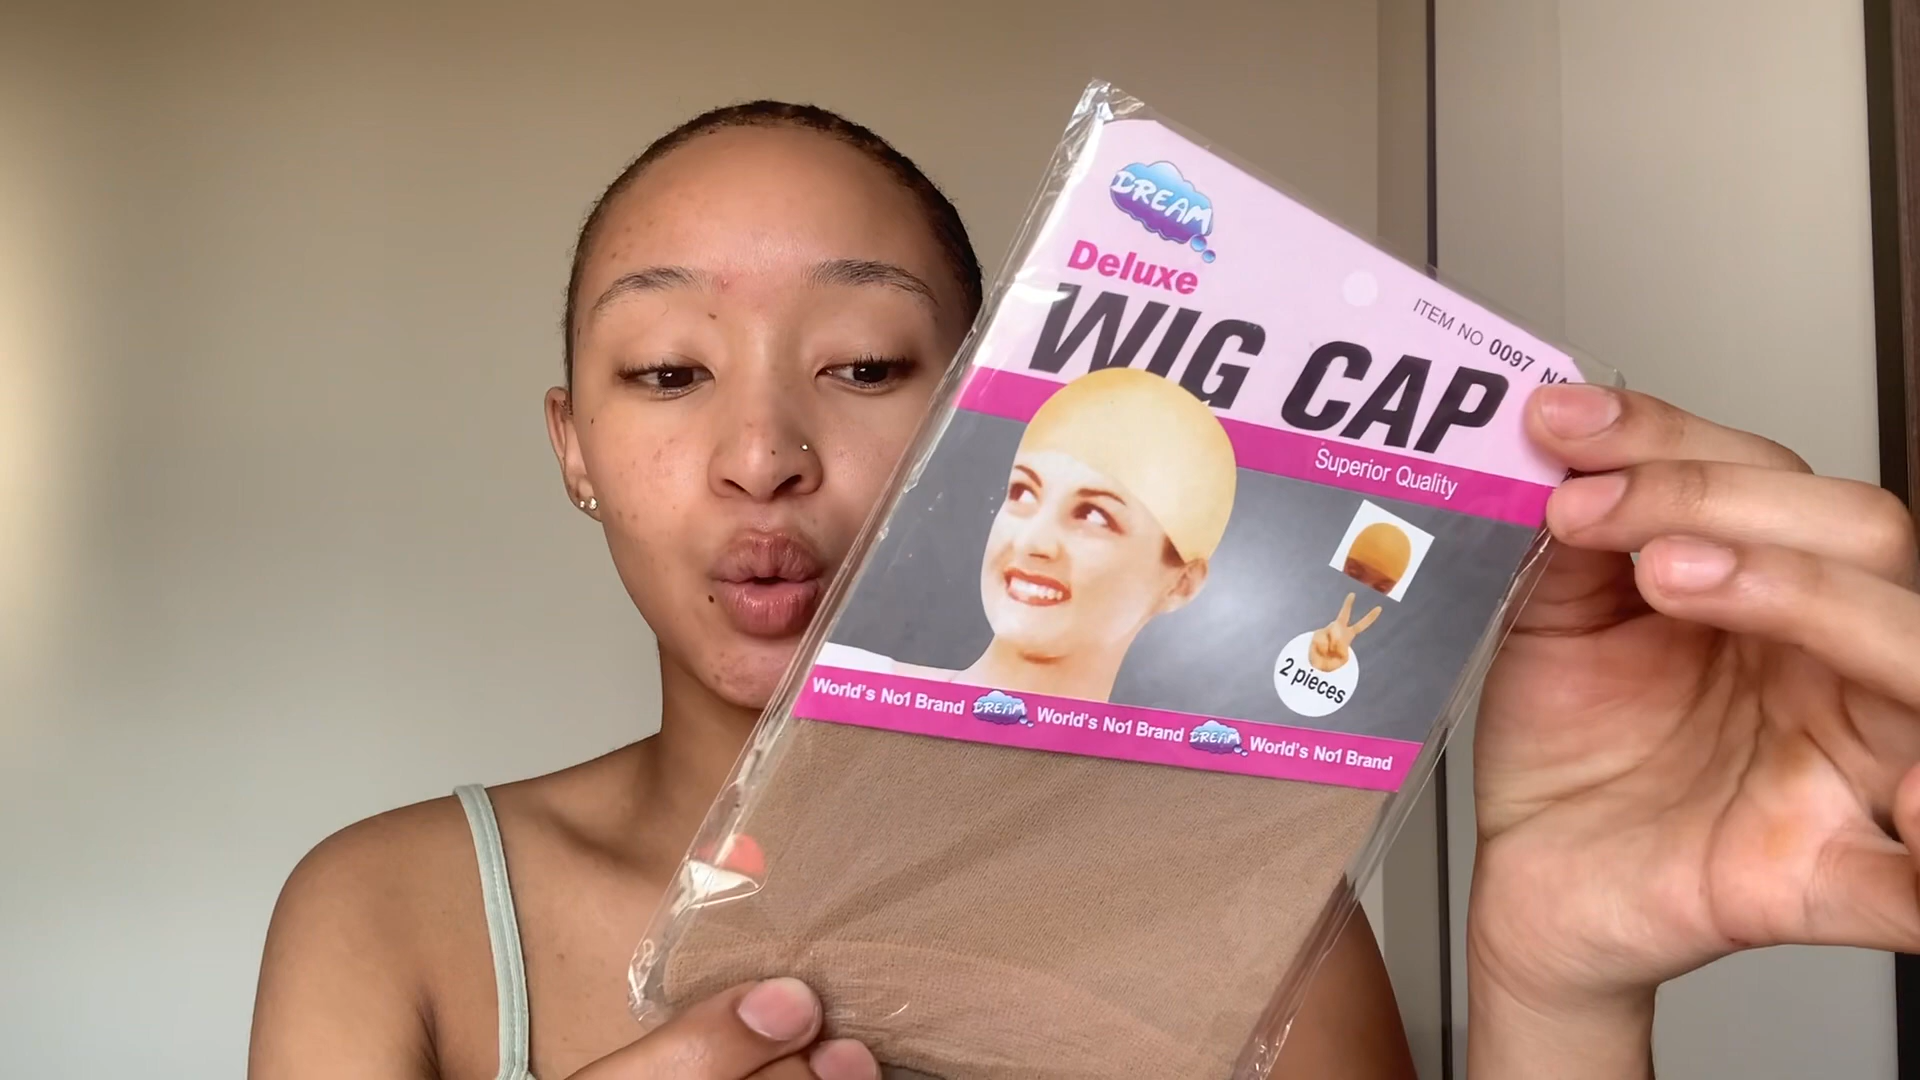 DREAM
Deluxe
WIG CAP
ITEM NO 0097
Superior Quality
2 pieces
World's No1 Brand DREAM World's No1 Brand DREAM World's No1 Brand